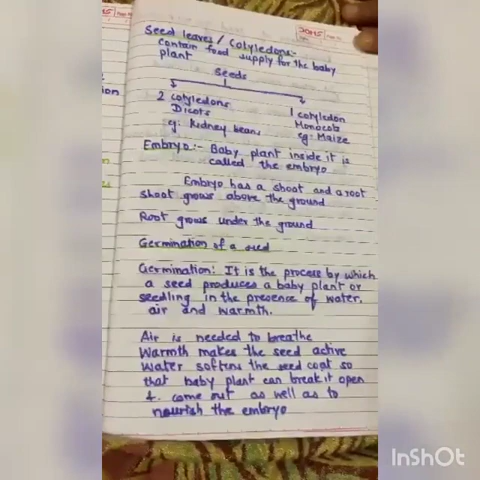 Seed leaves / Cotyledons:-
contain food supply for the baby
plant
Seeds
2 cotyledons
Dicots
eg: kidney beans
1 cotyledon
Monocots
eg: Maize
Embryo:- Baby plant inside it is
called the embryo
Embryo has a shoot and a root
shoot grows above the ground
Root grows under the ground
Germination of a seed
Germination: It is the process by which
a seed produces a baby plant or
seedling in the presence of water,
air and warmth.
Air is needed to breathe
Warmth makes the seed active
Water softens the seed coat so
that baby plant can break it open
& come out as well as to
nourish the embryo
InShOt